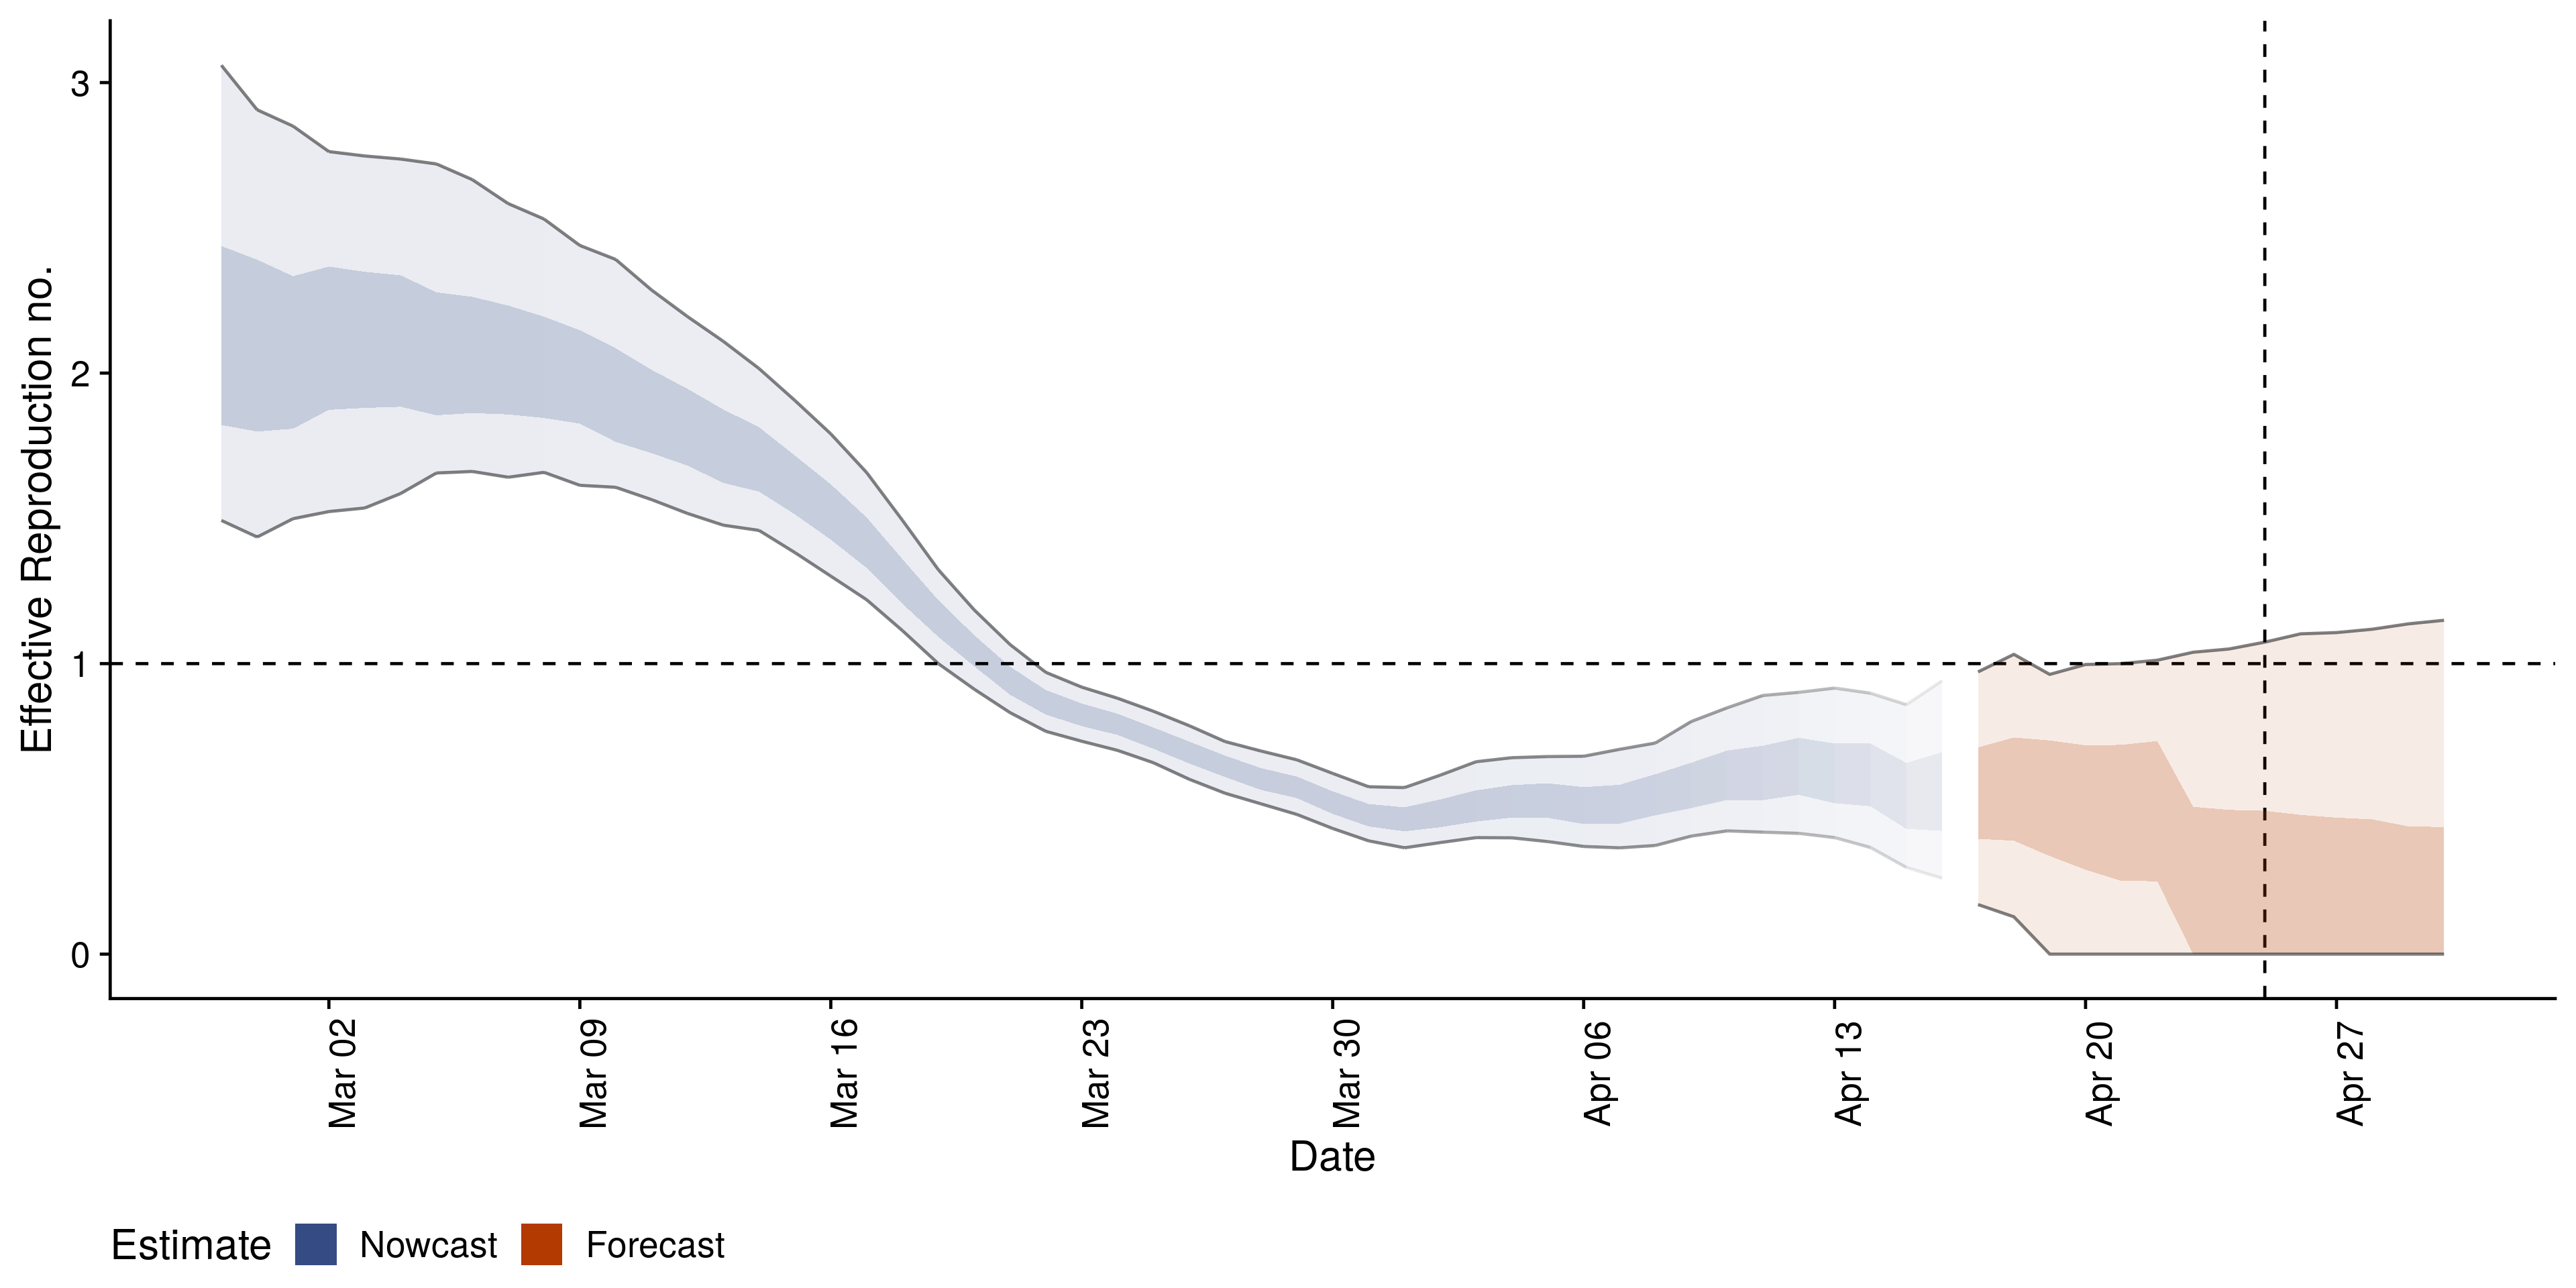 Effective Reproduction no.
3
2
1
0
Mar 02
Mar 09
Mar 16
Mar 23
Mar 30
Apr 06
Apr 13
Apr 20
Apr 27
Date
Estimate Nowcast Forecast